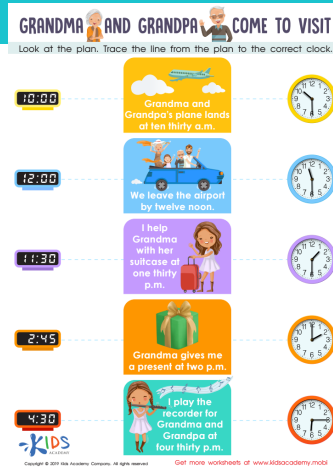 GRANDMA AND GRANDPA COME TO VISIT
Look at the plan. Trace the line from the plan to the correct clock.
10:00
Grandma and
Grandpa's plane lands
at ten thirty a.m.
12:00
We leave the airport
by twelve noon.
11:30
I help
Grandma
with her
suitcase at
one thirty
p.m.
2:45
Grandma gives me
a present at two p.m.
4:30
I play the
recorder for
Grandma and
Grandpa at
four thirty p.m.
KIDS
ACADEMY
Copyright © 2019 Kids Academy Company. All rights reserved
Get more worksheets at www.kidsacademy.mobi